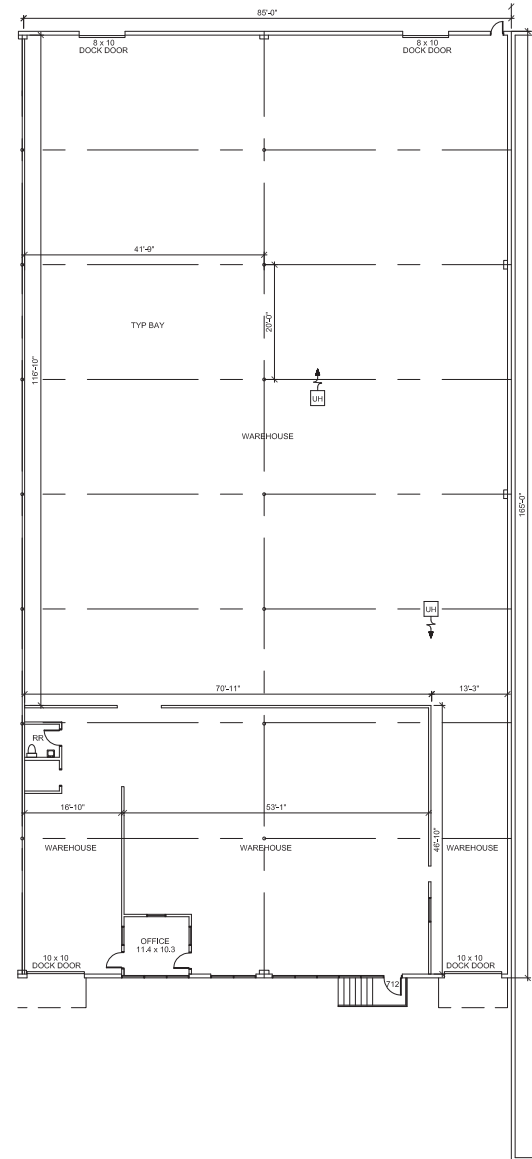 85'-0"
8 x 10
DOCK DOOR
8 x 10
DOCK DOOR
41'-9"
20'-0"
TYP BAY
116'-10"
UH
WAREHOUSE
165'-0"
UH
70'-11"
13'-3"
RR
16'-10"
53'-1"
46'-10"
WAREHOUSE
WAREHOUSE
WAREHOUSE
OFFICE
11.4 x 10.3
10 x 10
DOCK DOOR
10 x 10
DOCK DOOR
712